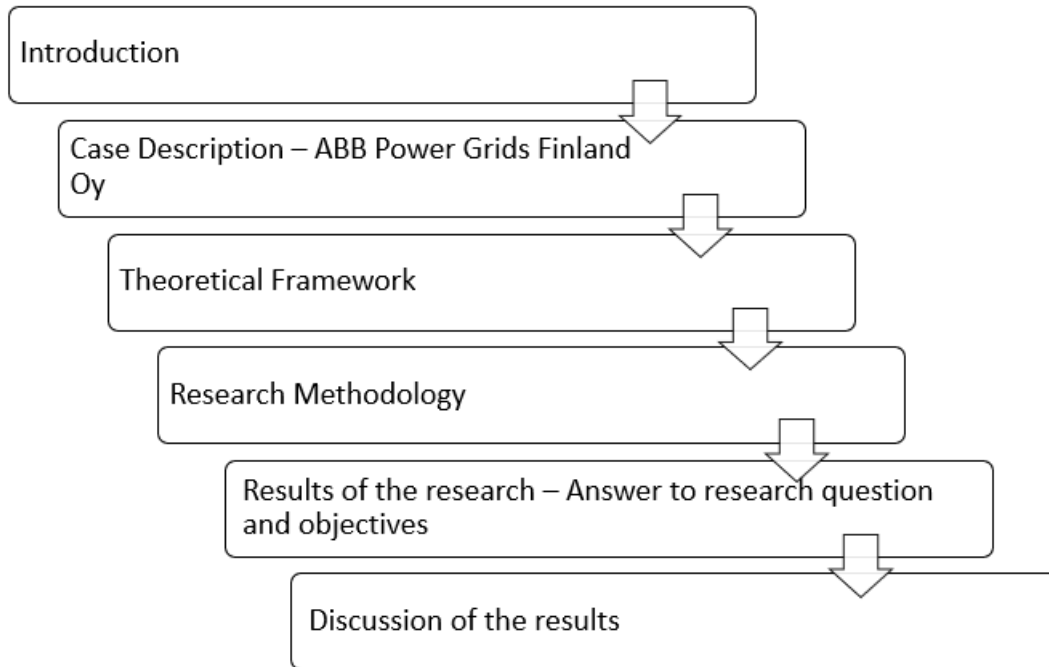 Introduction
Case Description – ABB Power Grids Finland
Oy
Theoretical Framework
Research Methodology
Results of the research – Answer to research question
and objectives
Discussion of the results